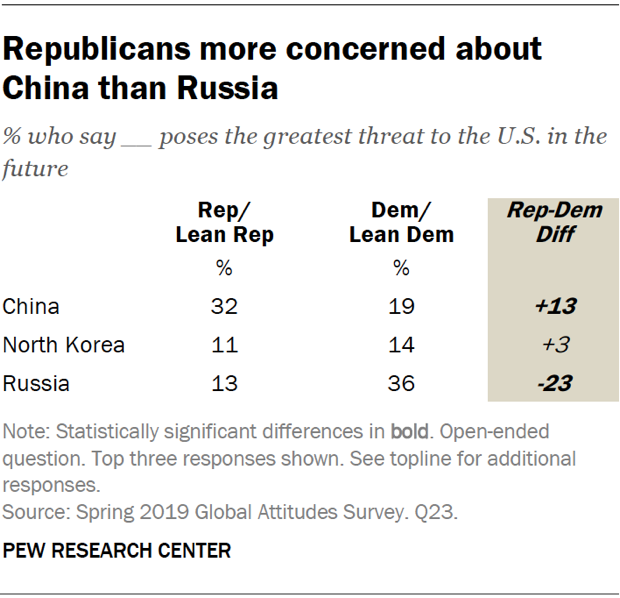 Republicans more concerned about
China than Russia
% who say __ poses the greatest threat to the U.S. in the
future
Rep/ Dem/ Rep-Dem
Lean Rep Lean Dem Diff
% %
China 32 19 +13
North Korea 11 14 +3
Russia 13 36 -23
Note: Statistically significant differences in bold. Open-ended
question. Top three responses shown. See topline for additional
responses.
Source: Spring 2019 Global Attitudes Survey. Q23.
PEW RESEARCH CENTER